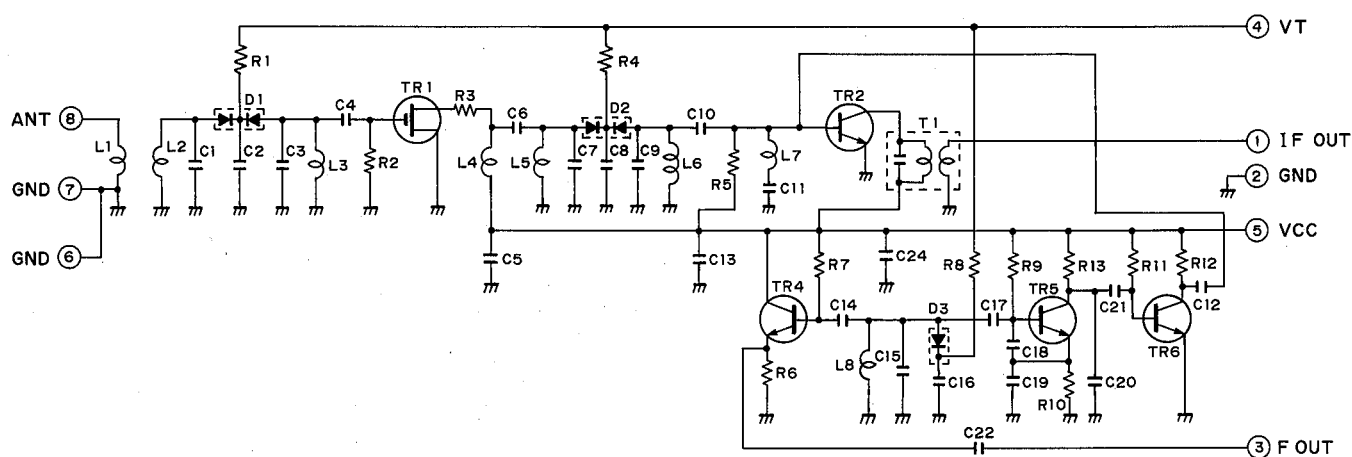 ④ VT
R1
R4
D1
C4
TR1
R3
C6
D2
C10
TR2
T1
ANT ⑧
① IF OUT
L1
L2
C1
C2
C3
L3
R2
L4
L5
C7
C8
C9
L6
R5
L7
C11
② GND
GND ⑦
⑤ VCC
GND ⑥
C5
C13
R7
C24
R8
R9
R13
R11
R12
TR4
C14
D3
C17
TR5
C21
C12
R6
L8
C15
C16
C18
C19
R10
C20
TR6
C22
③ F OUT